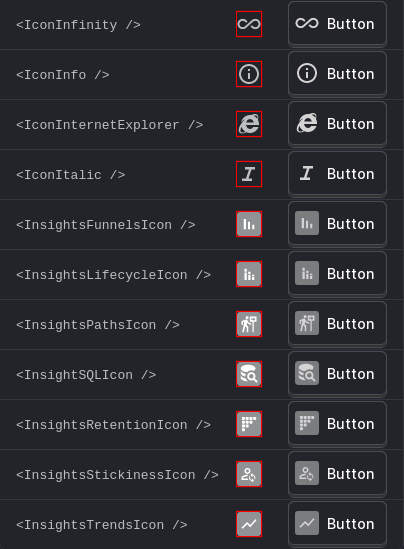 <IconInfinity /> Button
<IconInfo /> Button
<IconInternetExplorer /> Button
<IconItalic /> Button
<InsightsFunnelsIcon /> Button
<InsightsLifecycleIcon /> Button
<InsightsPathsIcon /> Button
<InsightSQLIcon /> Button
<InsightsRetentionIcon /> Button
<InsightsStickinessIcon /> Button
<InsightsTrendsIcon /> Button